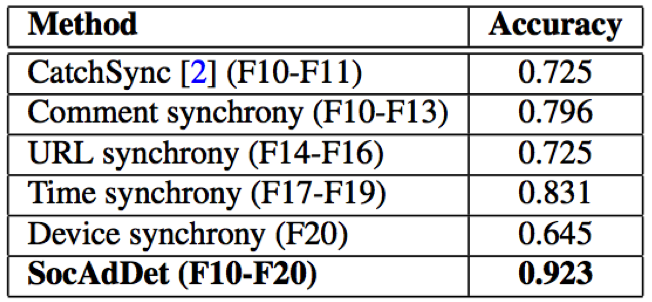 Method Accuracy
CatchSync [2] (F10-F11) 0.725
Comment synchrony (F10-F13) 0.796
URL synchrony (F14-F16) 0.725
Time synchrony (F17-F19) 0.831
Device synchrony (F20) 0.645
SocAdDet (F10-F20) 0.923